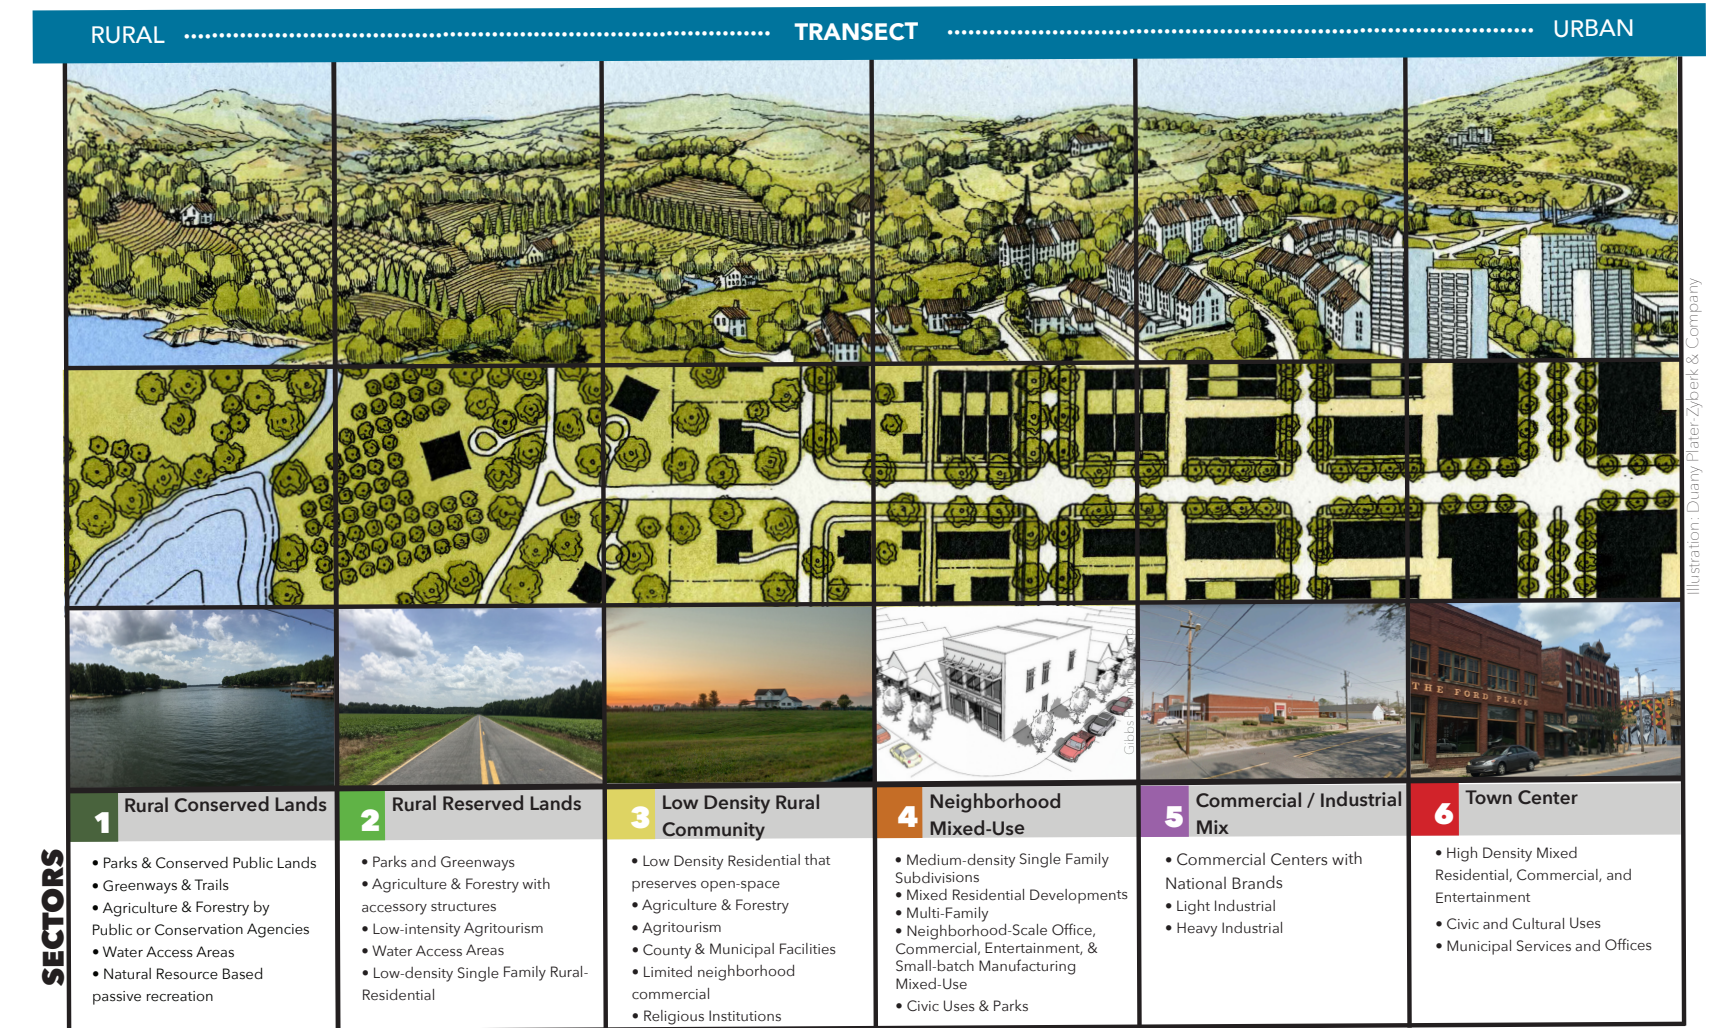 RURAL TRANSECT URBAN
Illustration: Duany Plater-Zyberk & Company
THE FORD PLACE
SECTORS
1 Rural Conserved Lands
• Parks & Conserved Public Lands
• Greenways & Trails
• Agriculture & Forestry by
Public or Conservation Agencies
• Water Access Areas
• Natural Resource Based
passive recreation
2 Rural Reserved Lands
• Parks and Greenways
• Agriculture & Forestry with
accessory structures
• Low-intensity Agritourism
• Water Access Areas
• Low-density Single Family Rural-
Residential
3 Low Density Rural
Community
• Low Density Residential that
preserves open-space
• Agriculture & Forestry
• Agritourism
• County & Municipal Facilities
• Limited neighborhood
commercial
• Religious Institutions
4 Neighborhood
Mixed-Use
• Medium-density Single Family
Subdivisions
• Mixed Residential Developments
• Multi-Family
• Neighborhood-Scale Office,
Commercial, Entertainment, &
Small-batch Manufacturing
Mixed-Use
• Civic Uses & Parks
5 Commercial / Industrial
Mix
• Commercial Centers with
National Brands
• Light Industrial
• Heavy Industrial
6 Town Center
• High Density Mixed
Residential, Commercial, and
Entertainment
• Civic and Cultural Uses
• Municipal Services and Offices